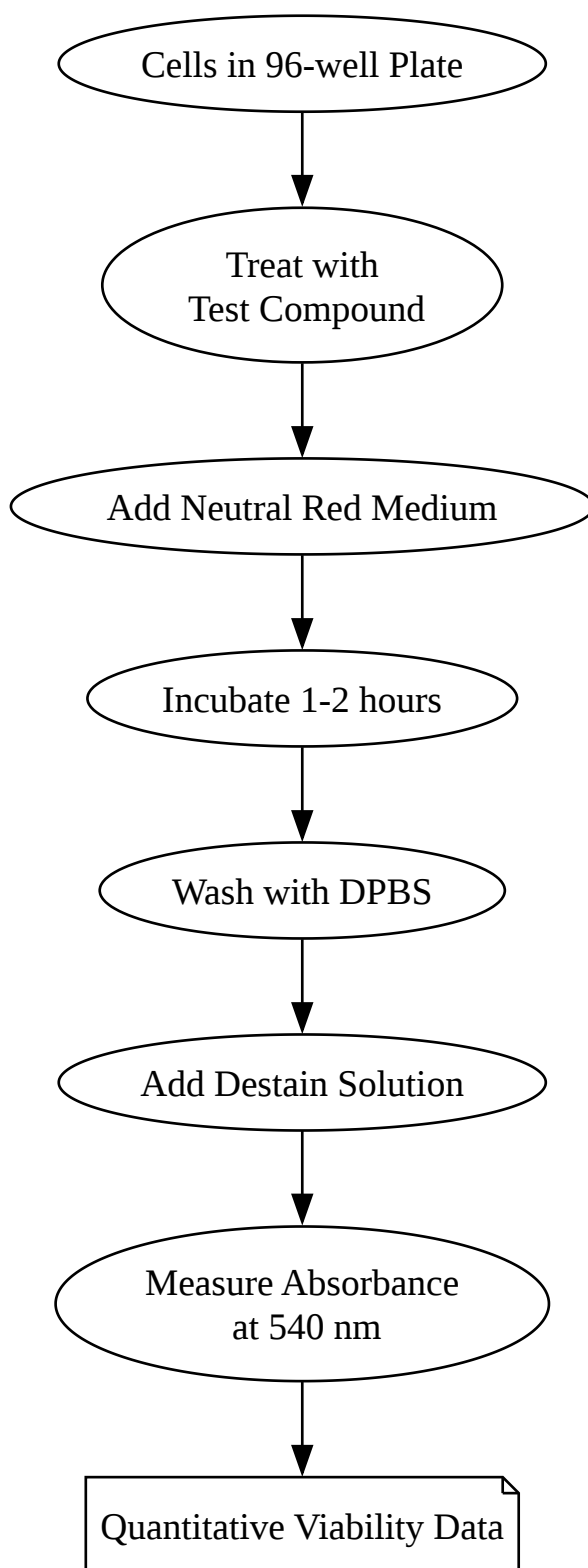 Cells in 96-well Plate
Treat with
Test Compound
Add Neutral Red Medium
Incubate 1-2 hours
Wash with DPBS
Add Destain Solution
Measure Absorbance
at 540 nm
Quantitative Viability Data